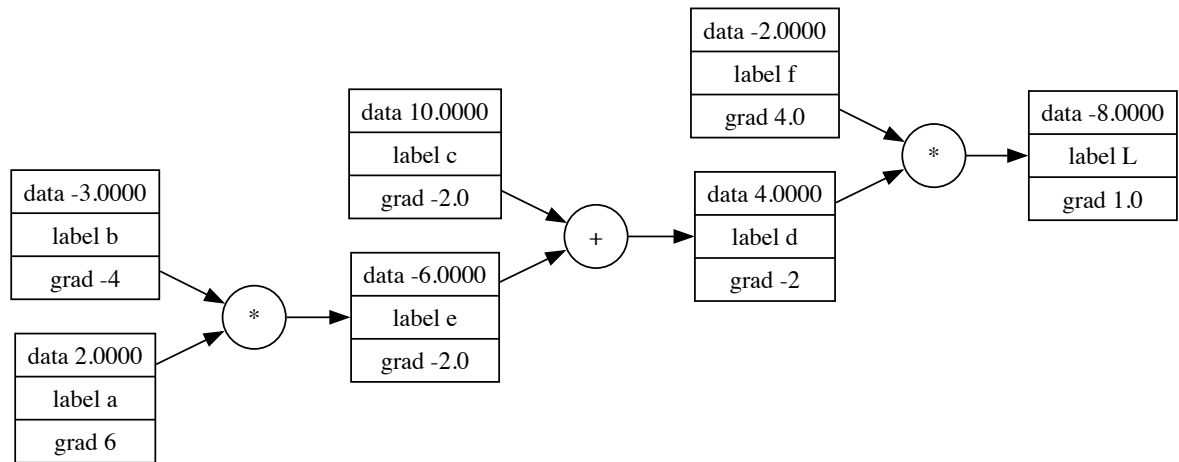 data -2.0000
label f
grad 4.0
data 10.0000
label c
grad -2.0
data -8.0000
label L
grad 1.0
*
data -3.0000
label b
grad -4
data 4.0000
label d
grad -2
+
data -6.0000
label e
grad -2.0
*
data 2.0000
label a
grad 6